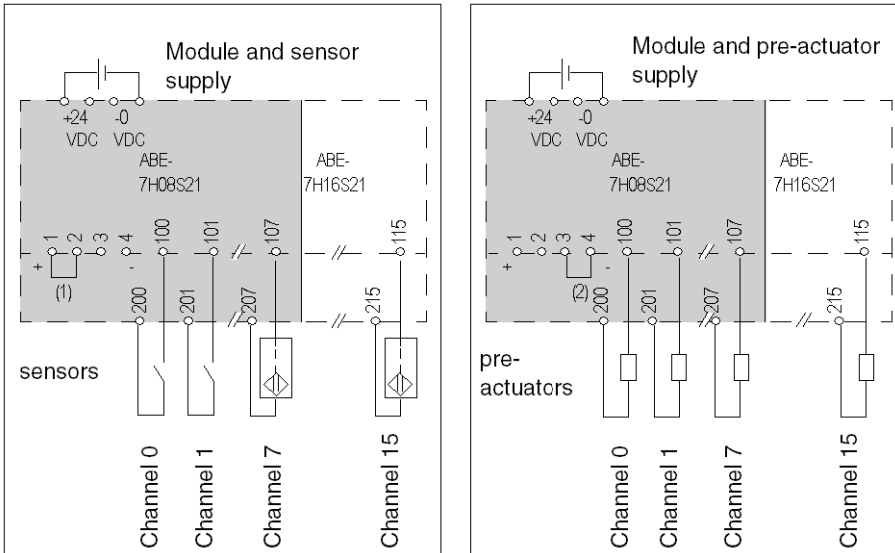 Module and sensor
supply
+24
-0
VDC VDC
ABE-
7H08S21
ABE-
7H16S21
1
2
3
4
100
101
107
115
+
-
(1)
200
201
207
215
sensors
Channel 0
Channel 1
Channel 7
Channel 15
Module and pre-actuator
supply
+24
-0
VDC VDC
ABE-
7H08S21
ABE-
7H16S21
1
2
3
4
100
101
107
115
+
-
(2)
200
201
207
215
pre-
actuators
Channel 0
Channel 1
Channel 7
Channel 15